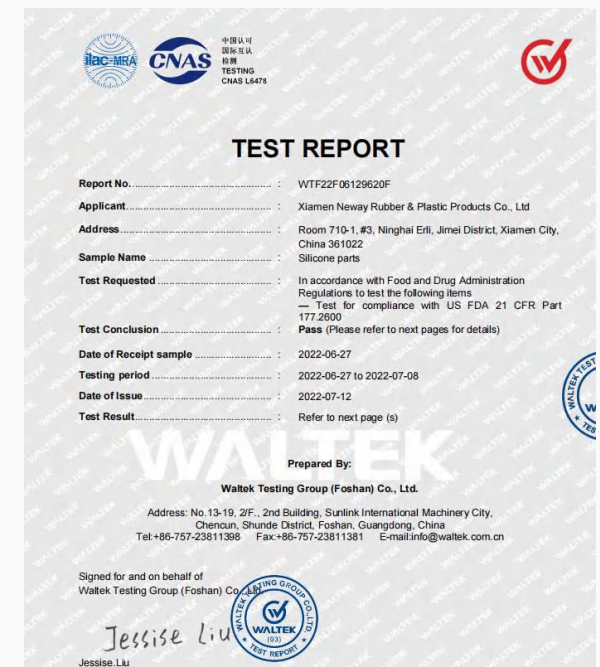 ilac-MRA
CNAS
中国认可
国际互认
检测
TESTING
CNAS L6478
TEST REPORT
Report No. : WTF22F06129620F
Applicant : Xiamen Neway Rubber & Plastic Products Co., Ltd
Address : Room 710-1, #3, Ninghai Erli, Jimei District, Xiamen City,
China 361022
Sample Name : Silicone parts
Test Requested : In accordance with Food and Drug Administration
Regulations to test the following items
— Test for compliance with US FDA 21 CFR Part
177.2600
Test Conclusion : Pass (Please refer to next pages for details)
Date of Receipt sample : 2022-06-27
Testing period : 2022-06-27 to 2022-07-08
Date of Issue : 2022-07-12
Test Result : Refer to next page (s)
WALTEK
Prepared By:
Waltek Testing Group (Foshan) Co., Ltd.
Address: No.13-19, 2/F., 2nd Building, Sunlink International Machinery City,
Chencun, Shunde District, Foshan, Guangdong, China
Tel:+86-757-23811398 Fax:+86-757-23811381 E-mail:info@waltek.com.cn
Signed for and on behalf of
Waltek Testing Group (Foshan) Co., Ltd.
WALTEK TESTING GROUP CO., LTD.
WALTEK
(03)
TEST REPORT
Jessise Liu
Jessise.Liu